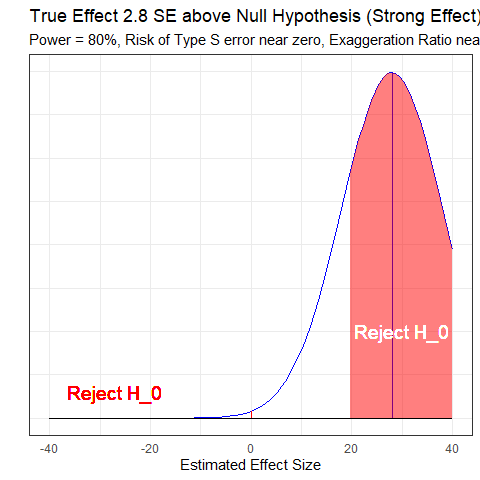 True Effect 2.8 SE above Null Hypothesis (Strong Effect)
Power = 80%, Risk of Type S error near zero, Exaggeration Ratio nea
Reject H_0
Reject H_0
-40 -20 0 20 40
Estimated Effect Size